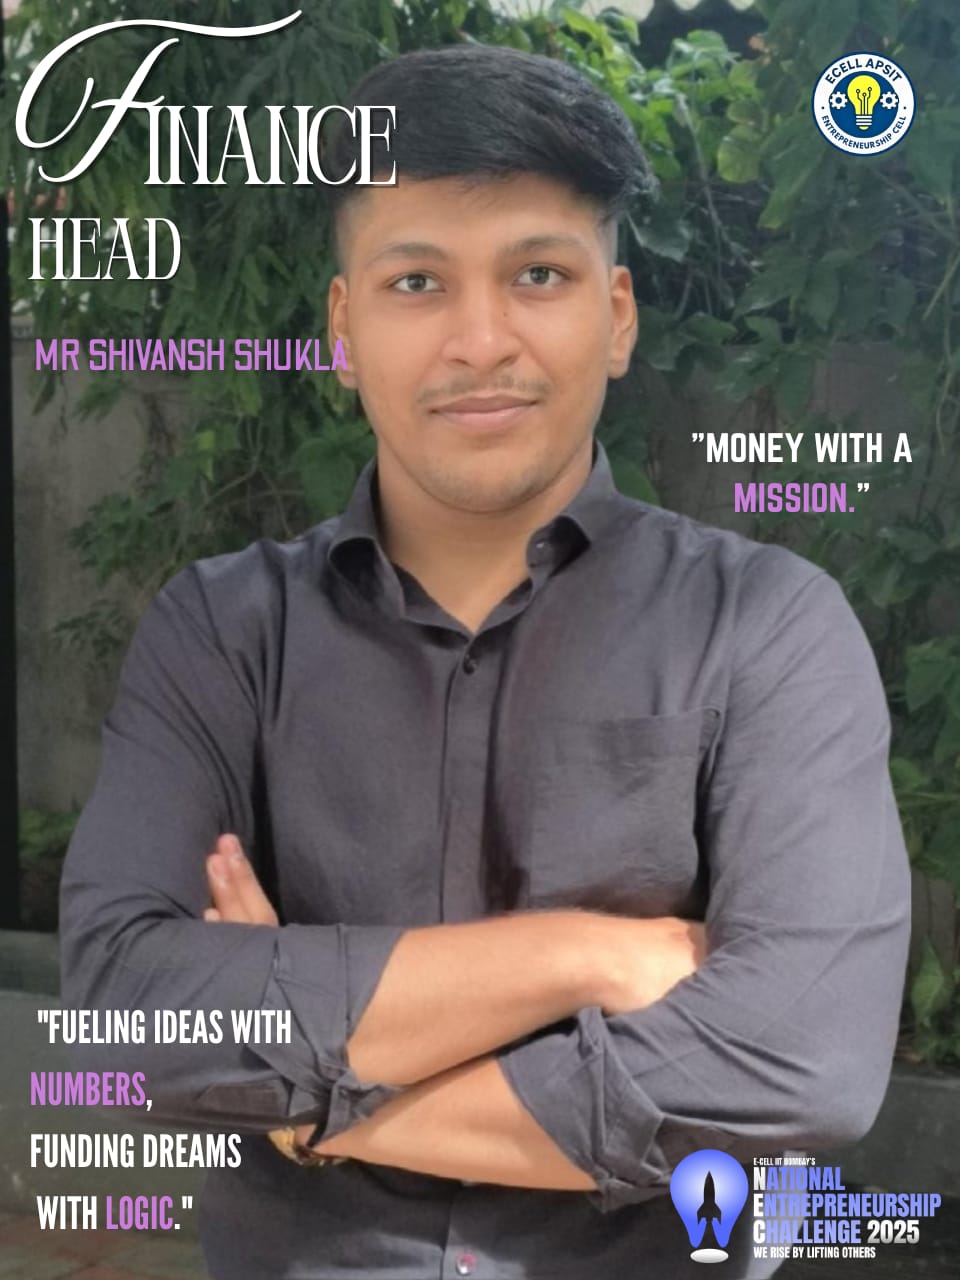 FINANCE
HEAD
MR SHIVANSH SHUKLA
ECELL APSIT
ENTREPRENEURSHIP CELL
"MONEY WITH A
MISSION."
"FUELING IDEAS WITH
NUMBERS,
FUNDING DREAMS
WITH LOGIC."
E-CELL IIT BOMBAY'S
NATIONAL
ENTREPRENEURSHIP
CHALLENGE 2025
WE RISE BY LIFTING OTHERS